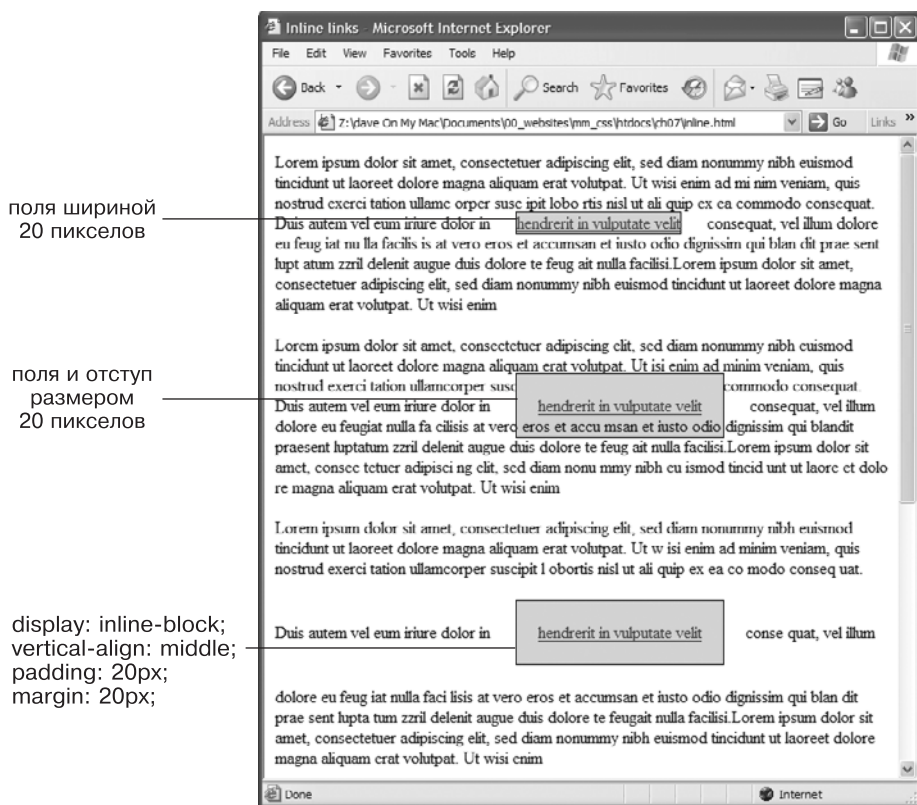 Inline links - Microsoft Internet Explorer
File Edit View Favorites Tools Help
Back Search Favorites
Address Z:\dave On My Mac\Documents\00_websites\mm_css\htdocs\ch07\inline.html Go Links »
Lorem ipsum dolor sit amet, consectetuer adipiscing elit, sed diam nonummy nibh euismod
tincidunt ut laoreet dolore magna aliquam erat volutpat. Ut wisi enim ad mi nim veniam, quis
nostrud exerci tation ullamc orper susc ipit lobo rtis nisl ut ali quip ex ea commodo consequat.
Duis autem vel eum iriure dolor in hendrerit in vulputate velit consequat, vel illum dolore
eu feug iat nu lla facilis is at vero eros et accumsan et iusto odio dignissim qui blan dit prae sent
lupt atum zzril delenit augue duis dolore te feug ait nulla facilisi.Lorem ipsum dolor sit amet,
consectetuer adipiscing elit, sed diam nonummy nibh euismod tincidunt ut laoreet dolore magna
aliquam erat volutpat. Ut wisi enim
поля шириной
20 пикселов
Lorem ipsum dolor sit amet, consectetuer adipiscing elit, sed diam nonummy nibh euismod
tincidunt ut laoreet dolore magna aliquam erat volutpat. Ut isi enim ad minim veniam, quis
nostrud exerci tation ullamcorper susc commodo consequat.
Duis autem vel eum iriure dolor in hendrerit in vulputate velit consequat, vel illum
dolore eu feugiat nulla fa cilisis at vero eros et accu msan et iusto odio dignissim qui blandit
praesent luptatum zzril delenit augue duis dolore te feug ait nulla facilisi.Lorem ipsum dolor sit
amet, consec tetuer adipisci ng elit, sed diam nonu mmy nibh eu ismod tincid unt ut laore et dolo
re magna aliquam erat volutpat. Ut wisi enim
поля и отступ
размером
20 пикселов
Lorem ipsum dolor sit amet, consectetuer adipiscing elit, sed diam nonummy nibh euismod
tincidunt ut laoreet dolore magna aliquam erat volutpat. Ut w isi enim ad minim veniam, quis
nostrud exerci tation ullamcorper suscipit l obortis nisl ut ali quip ex ea co modo conseq uat.
Duis autem vel eum iriure dolor in hendrerit in vulputate velit conse quat, vel illum
dolore eu feug iat nulla faci lisis at vero eros et accumsan et iusto odio dignissim qui blan dit
prae sent lupta tum zzril delenit augue duis dolore te feugait nulla facilisi.Lorem ipsum dolor sit
amet, consectetuer adipiscing elit, sed diam nonummy nibh euismod tincidunt ut laoreet dolore
magna aliquam erat volutpat. Ut wisi enim
display: inline-block;
vertical-align: middle;
padding: 20px;
margin: 20px;
Done Internet